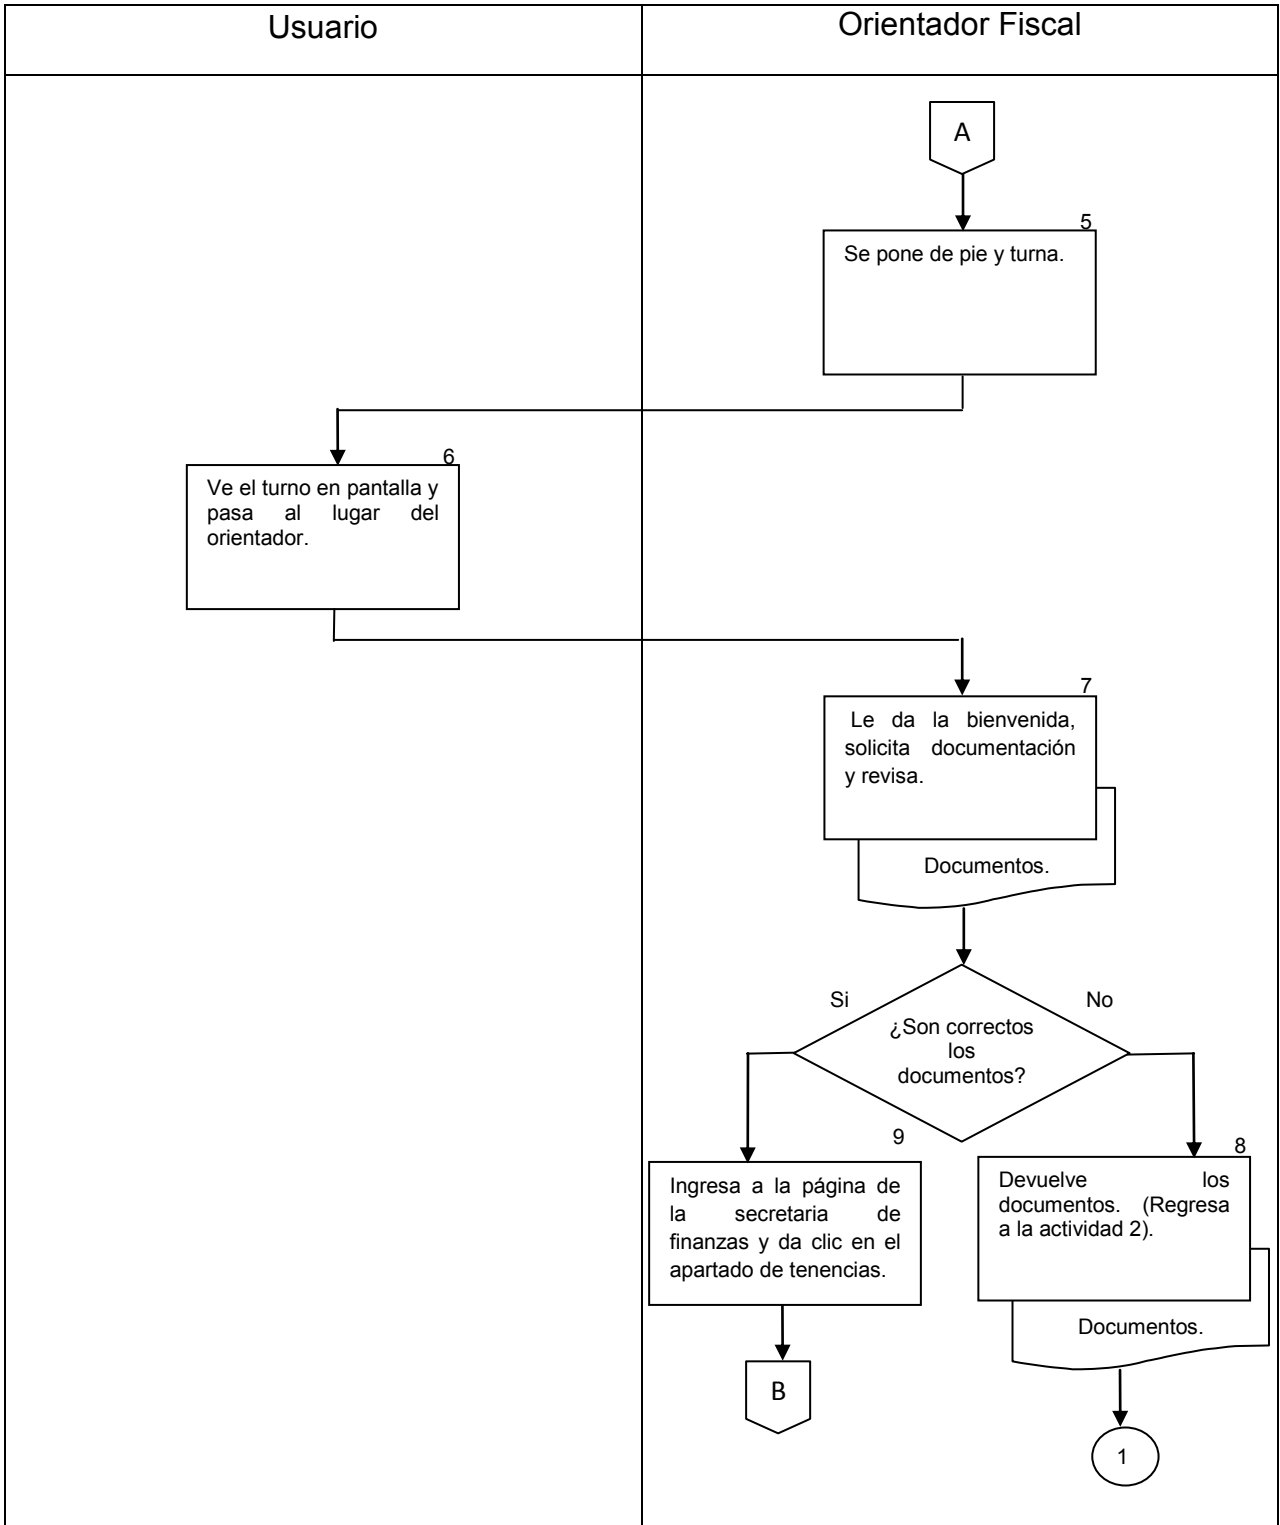 Usuario
Orientador Fiscal
A
5
Se pone de pie y turna.
6
Ve el turno en pantalla y
pasa al lugar del
orientador.
7
Le da la bienvenida,
solicita documentación
y revisa.
Documentos.
Si
No
¿Son correctos
los
documentos?
9
Ingresa a la página de
la secretaria de
finanzas y da clic en el
apartado de tenencias.
B
8
Devuelve los
documentos. (Regresa
a la actividad 2).
Documentos.
1